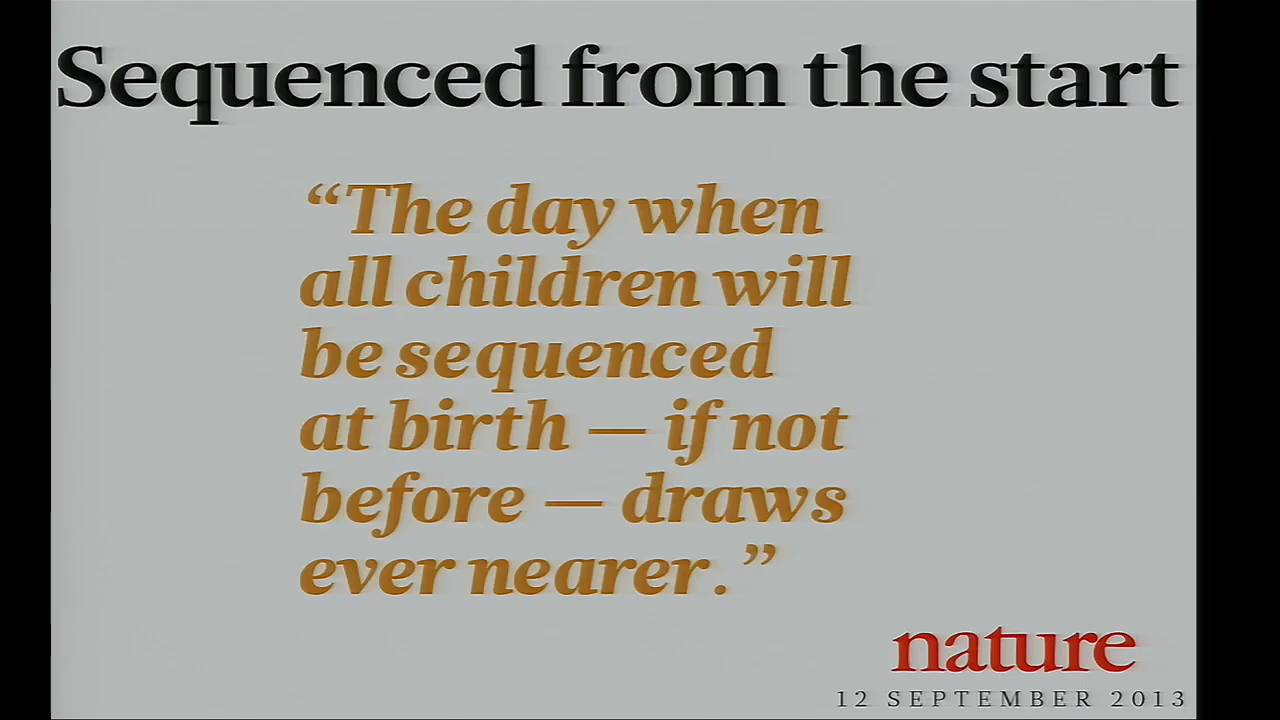 Sequenced from the start
“The day when
all children will
be sequenced
at birth — if not
before — draws
ever nearer.”
nature
12 SEPTEMBER 2013